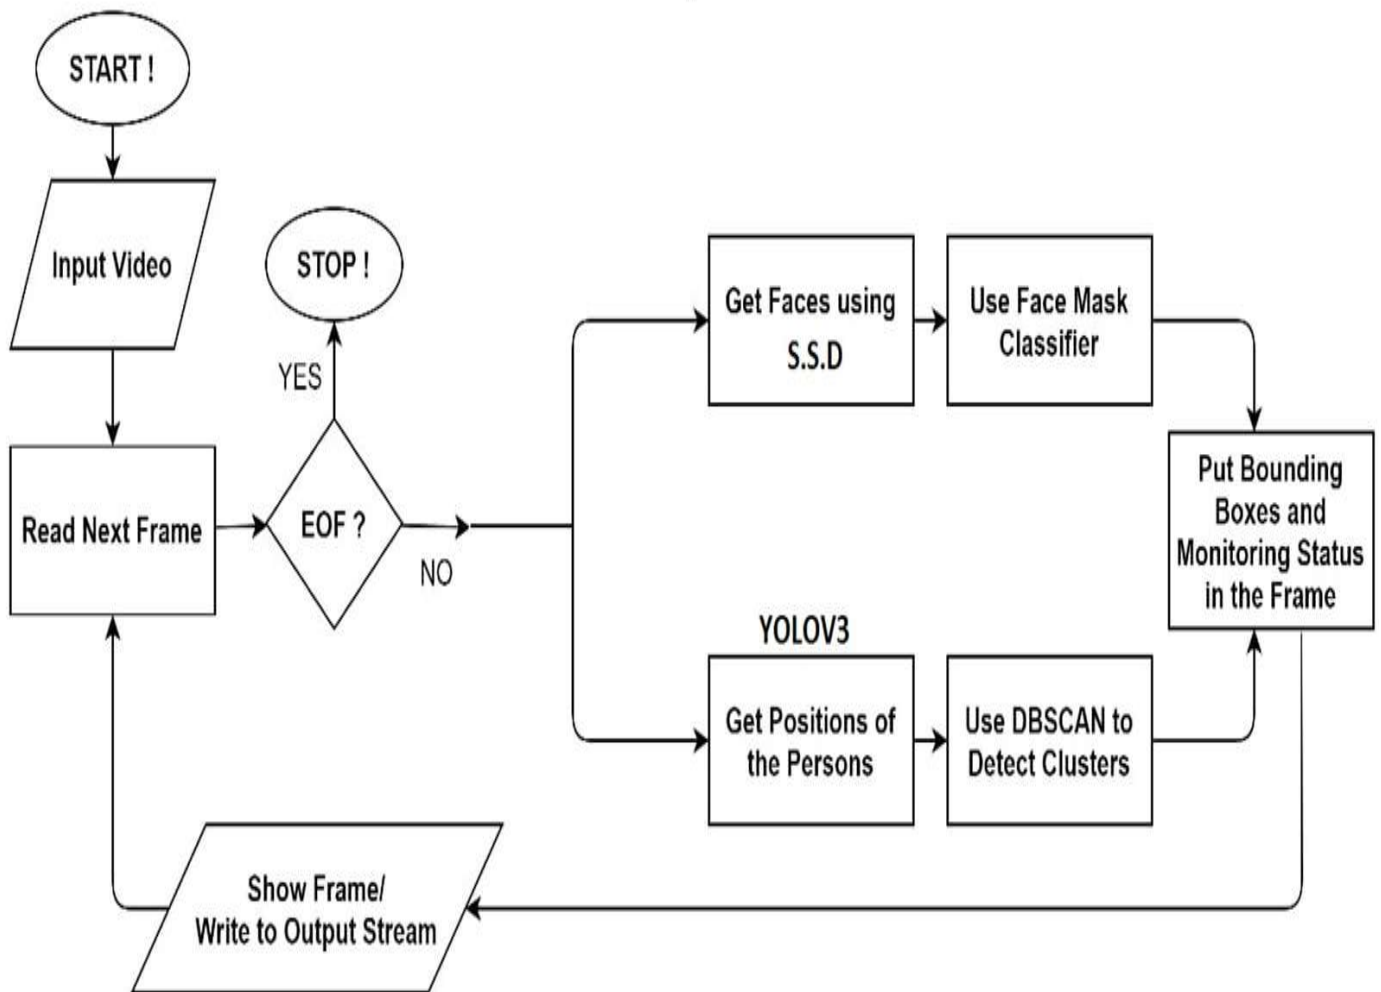 START !
Input Video
STOP !
YES
Read Next Frame
EOF ?
NO
Get Faces using
S.S.D
Use Face Mask
Classifier
Put Bounding
Boxes and
Monitoring Status
in the Frame
YOLOV3
Get Positions of
the Persons
Use DBSCAN to
Detect Clusters
Show Frame/
Write to Output Stream